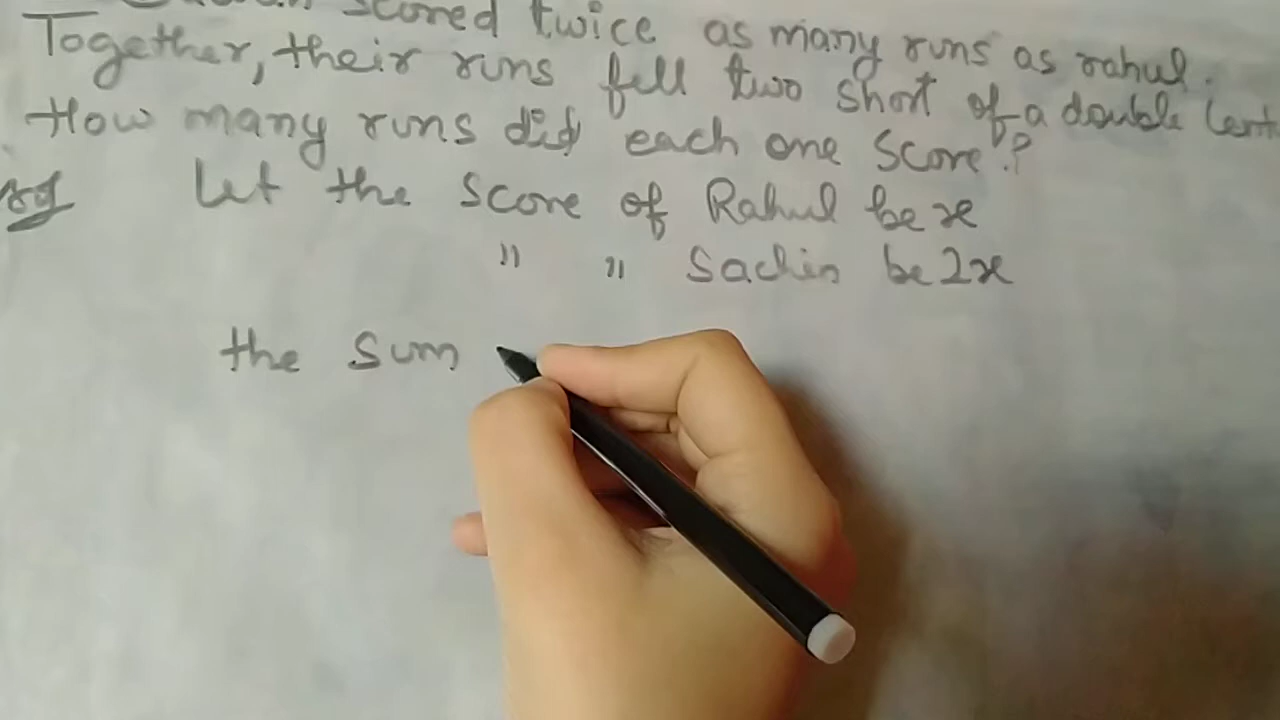 scored twice as many runs as rahul.
Together, their runs fell two short of a double Cent
How many runs did each one Score?
Let the Score of Rahul be x
" " Sachin be 2x
the Sum